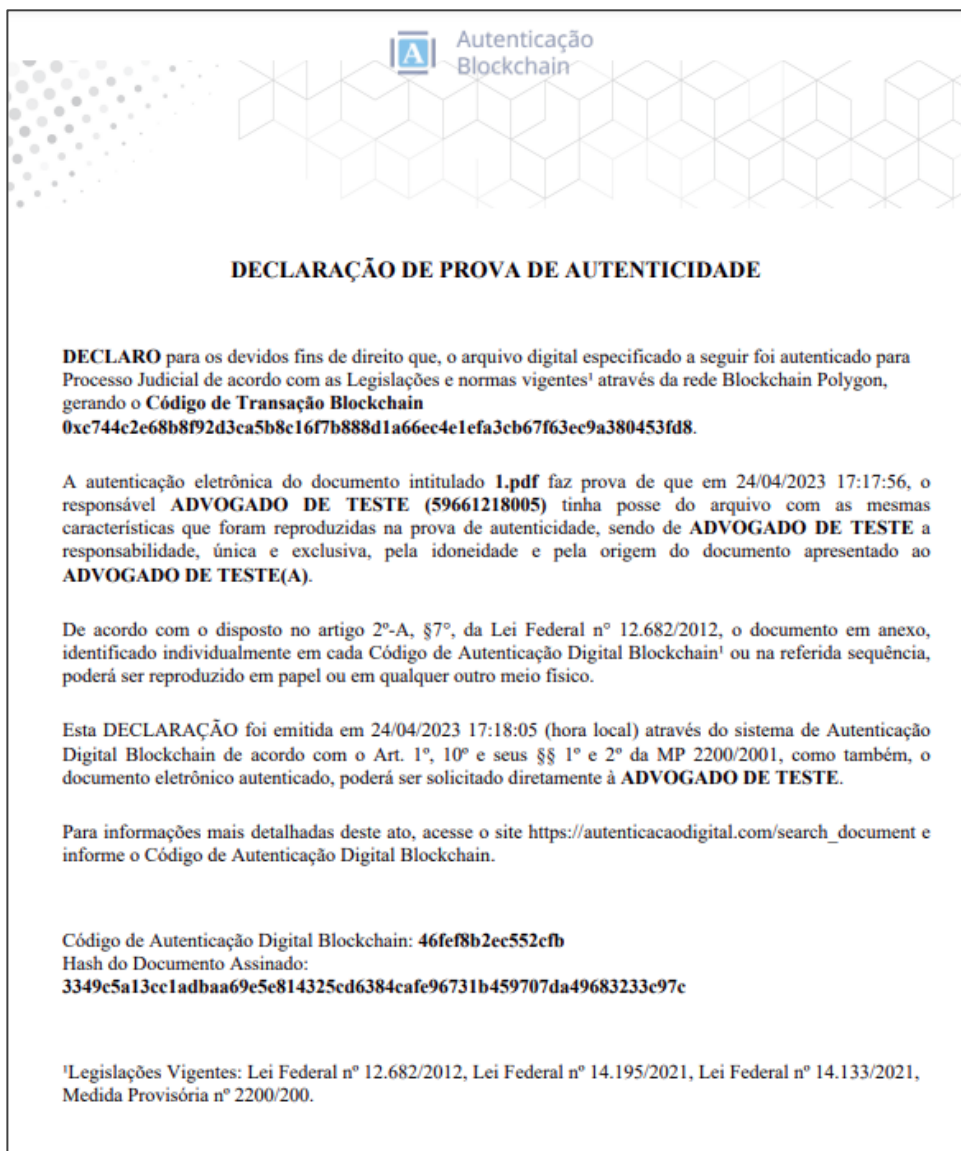 A
Autenticação
Blockchain
DECLARAÇÃO DE PROVA DE AUTENTICIDADE
DECLARO para os devidos fins de direito que, o arquivo digital especificado a seguir foi autenticado para
Processo Judicial de acordo com as Legislações e normas vigentes¹ através da rede Blockchain Polygon,
gerando o Código de Transação Blockchain
0xc744c2e68b8f92d3ca5b8c16f7b888d1a66ec4e1efa3cb67f63ec9a380453fd8.
A autenticação eletrônica do documento intitulado 1.pdf faz prova de que em 24/04/2023 17:17:56, o
responsável ADVOGADO DE TESTE (59661218005) tinha posse do arquivo com as mesmas
características que foram reproduzidas na prova de autenticidade, sendo de ADVOGADO DE TESTE a
responsabilidade, única e exclusiva, pela idoneidade e pela origem do documento apresentado ao
ADVOGADO DE TESTE(A).
De acordo com o disposto no artigo 2º-A, §7°, da Lei Federal n° 12.682/2012, o documento em anexo,
identificado individualmente em cada Código de Autenticação Digital Blockchain¹ ou na referida sequência,
poderá ser reproduzido em papel ou em qualquer outro meio físico.
Esta DECLARAÇÃO foi emitida em 24/04/2023 17:18:05 (hora local) através do sistema de Autenticação
Digital Blockchain de acordo com o Art. 1º, 10º e seus §§ 1º e 2º da MP 2200/2001, como também, o
documento eletrônico autenticado, poderá ser solicitado diretamente à ADVOGADO DE TESTE.
Para informações mais detalhadas deste ato, acesse o site https://autenticacaodigital.com/search_document e
informe o Código de Autenticação Digital Blockchain.
Código de Autenticação Digital Blockchain: 46fef8b2ec552cfb
Hash do Documento Assinado:
3349c5a13cc1adbaa69e5e814325cd6384cafe96731b459707da49683233c97c
¹Legislações Vigentes: Lei Federal nº 12.682/2012, Lei Federal nº 14.195/2021, Lei Federal nº 14.133/2021,
Medida Provisória nº 2200/200.